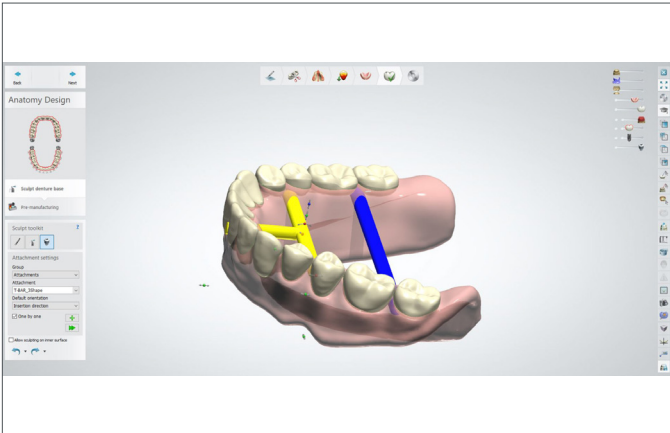 Back Next
Anatomy Design
Sculpt denture base
Pre-manufacturing
Sculpt toolkit ?
Attachment settings
Group
Attachments
Attachment
T-BAR_3Shape
Default orientation
Insertion direction
One by one
Allow sculpting on inner surface